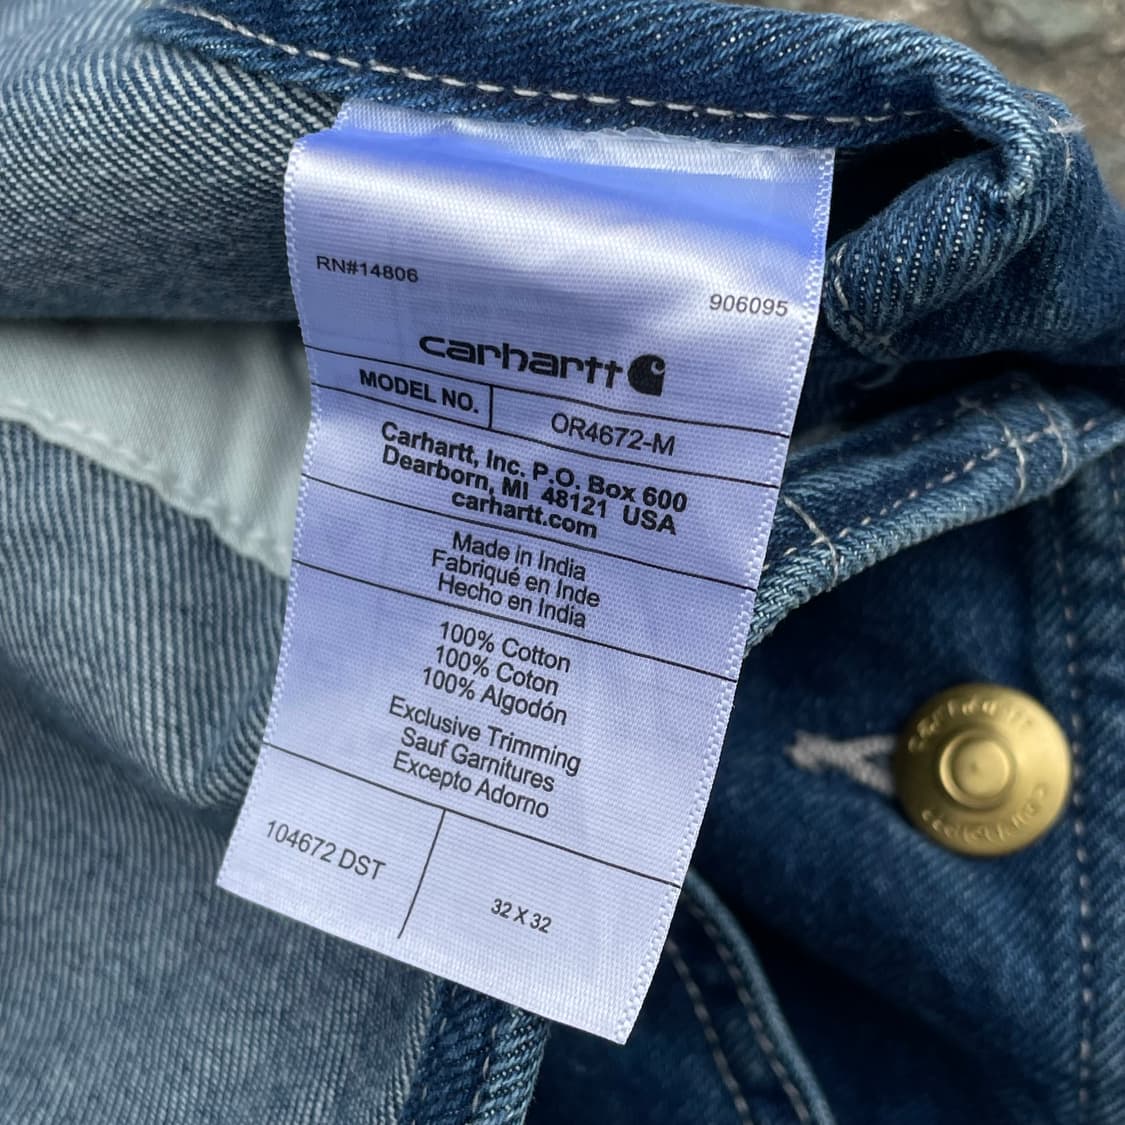 RN#14806
906095
carhartt
MODEL NO.
OR4672-M
Carhartt, Inc. P.O. Box 600
Dearborn, MI 48121 USA
carhartt.com
Made in India
Fabriqué en Inde
Hecho en India
100% Cotton
100% Coton
100% Algodón
Exclusive Trimming
Sauf Garnitures
Excepto Adorno
104672 DST
32 X 32